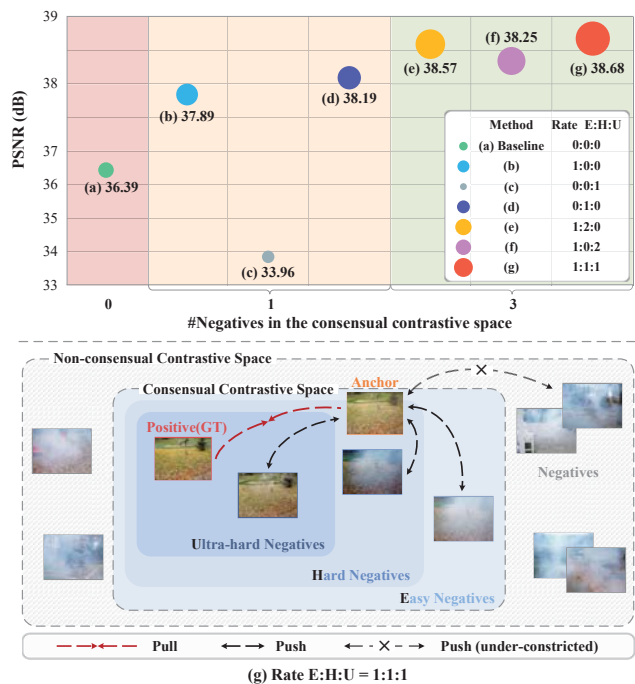 39
38
37
36
34
33
PSNR (dB)
(a) 36.39
(b) 37.89
(c) 33.96
(d) 38.19
(e) 38.57
(f) 38.25
(g) 38.68
Method Rate E:H:U
(a) Baseline 0:0:0
(b) 1:0:0
(c) 0:0:1
(d) 0:1:0
(e) 1:2:0
(f) 1:0:2
(g) 1:1:1
0 1 3
#Negatives in the consensual contrastive space
Non-consensual Contrastive Space
Consensual Contrastive Space
Anchor
Positive(GT)
Negatives
Ultra-hard Negatives
Hard Negatives
Easy Negatives
Pull Push Push (under-constricted)
(g) Rate E:H:U = 1:1:1